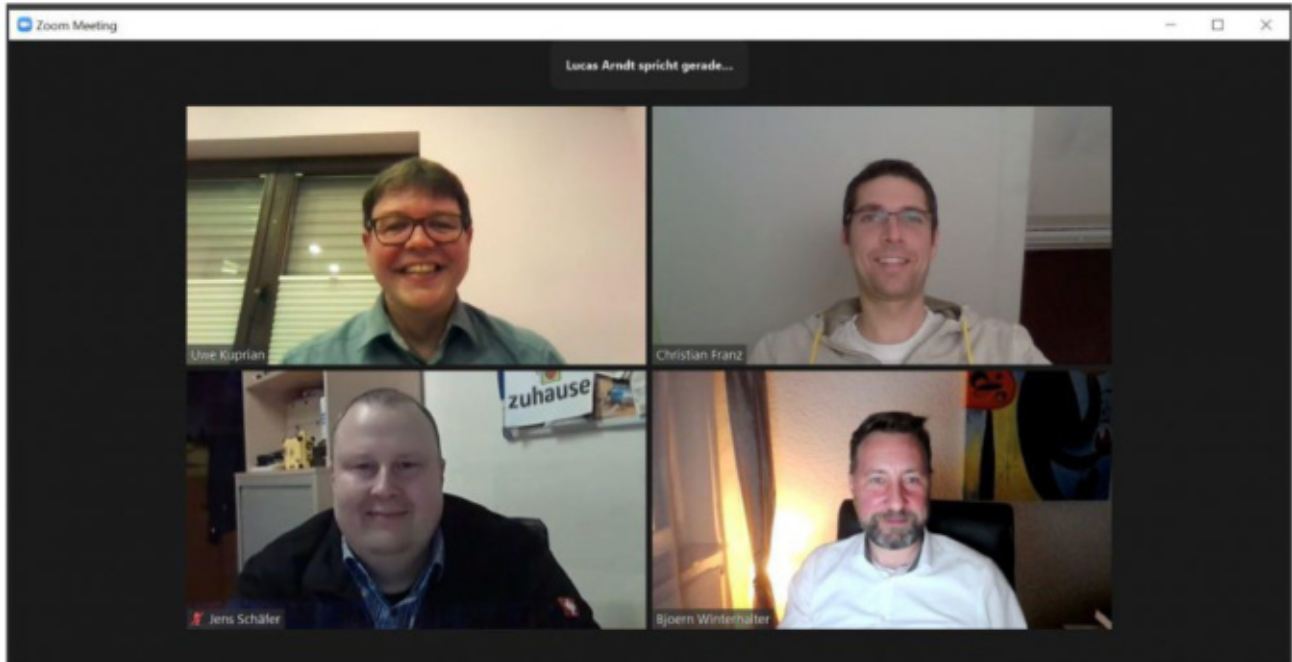 Zoom Meeting
Lucas Arndt spricht gerade...
Uwe Kuprian
Christian Franz
zuhause
Jens Schäfer
Bjoern Winterhalter